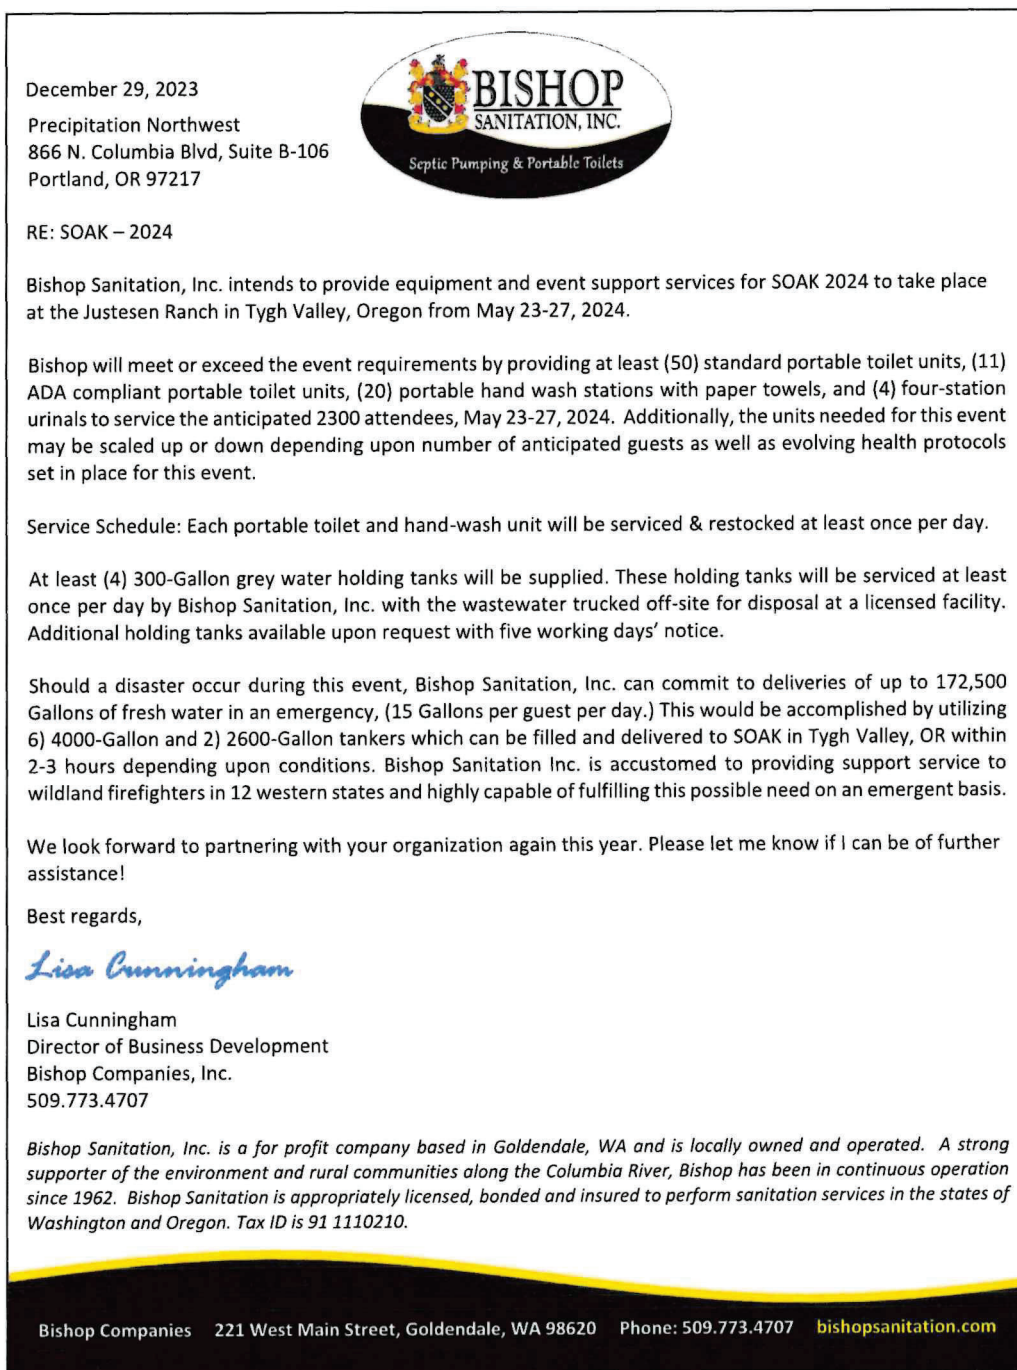 December 29, 2023
Precipitation Northwest
866 N. Columbia Blvd, Suite B-106
Portland, OR 97217
BISHOP
SANITATION, INC.
Septic Pumping & Portable Toilets
RE: SOAK – 2024
Bishop Sanitation, Inc. intends to provide equipment and event support services for SOAK 2024 to take place
at the Justesen Ranch in Tygh Valley, Oregon from May 23-27, 2024.
Bishop will meet or exceed the event requirements by providing at least (50) standard portable toilet units, (11)
ADA compliant portable toilet units, (20) portable hand wash stations with paper towels, and (4) four-station
urinals to service the anticipated 2300 attendees, May 23-27, 2024. Additionally, the units needed for this event
may be scaled up or down depending upon number of anticipated guests as well as evolving health protocols
set in place for this event.
Service Schedule: Each portable toilet and hand-wash unit will be serviced & restocked at least once per day.
At least (4) 300-Gallon grey water holding tanks will be supplied. These holding tanks will be serviced at least
once per day by Bishop Sanitation, Inc. with the wastewater trucked off-site for disposal at a licensed facility.
Additional holding tanks available upon request with five working days' notice.
Should a disaster occur during this event, Bishop Sanitation, Inc. can commit to deliveries of up to 172,500
Gallons of fresh water in an emergency, (15 Gallons per guest per day.) This would be accomplished by utilizing
6) 4000-Gallon and 2) 2600-Gallon tankers which can be filled and delivered to SOAK in Tygh Valley, OR within
2-3 hours depending upon conditions. Bishop Sanitation Inc. is accustomed to providing support service to
wildland firefighters in 12 western states and highly capable of fulfilling this possible need on an emergent basis.
We look forward to partnering with your organization again this year. Please let me know if I can be of further
assistance!
Best regards,
Lisa Cunningham
Lisa Cunningham
Director of Business Development
Bishop Companies, Inc.
509.773.4707
Bishop Sanitation, Inc. is a for profit company based in Goldendale, WA and is locally owned and operated. A strong
supporter of the environment and rural communities along the Columbia River, Bishop has been in continuous operation
since 1962. Bishop Sanitation is appropriately licensed, bonded and insured to perform sanitation services in the states of
Washington and Oregon. Tax ID is 91 1110210.
Bishop Companies 221 West Main Street, Goldendale, WA 98620 Phone: 509.773.4707 bishopsanitation.com